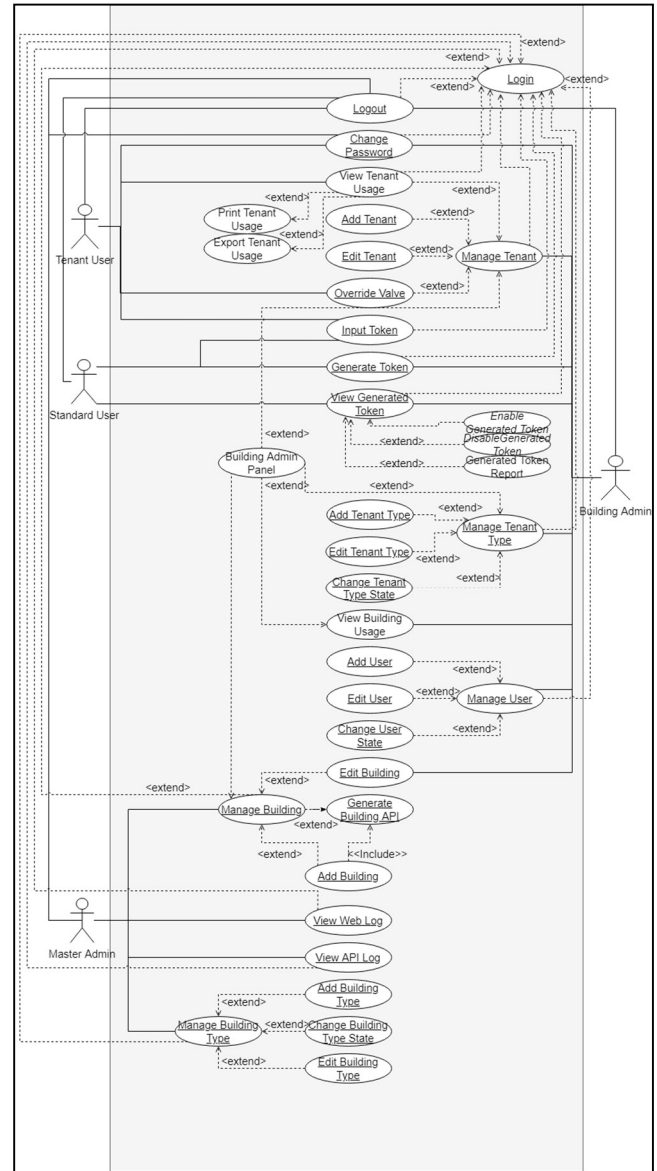 <extend>
<extend>
Login
<extend>
<extend>
Logout
Change
Password
View Tenant
Usage
<extend>
<extend>
Print Tenant
Usage
Add Tenant
<extend>
<extend>
Export Tenant
Usage
Tenant User
Edit Tenant
<extend>
Manage Tenant
Override Valve
<extend>
Input Token
Generate Token
View Generated
Token
Standard User
Enable
Generated Token
DisableGenerated
Token
<extend>
Building Admin
Panel
<extend>
Generated Token
Report
<extend>
<extend>
Building Admin
Add Tenant Type
<extend>
Manage Tenant
Type
Edit Tenant Type
<extend>
Change Tenant
Type State
<extend>
View Building
Usage
Add User
<extend>
Edit User
<extend>
Manage User
Change User
State
<extend>
Edit Building
<extend>
<extend>
Manage Building
Generate
Building API
<extend>
<extend>
<<Include>>
Add Building
View Web Log
Master Admin
View API Log
Add Building
Type
<extend>
Manage Building
Type
<extend>
Change Building
Type State
<extend>
Edit Building
Type